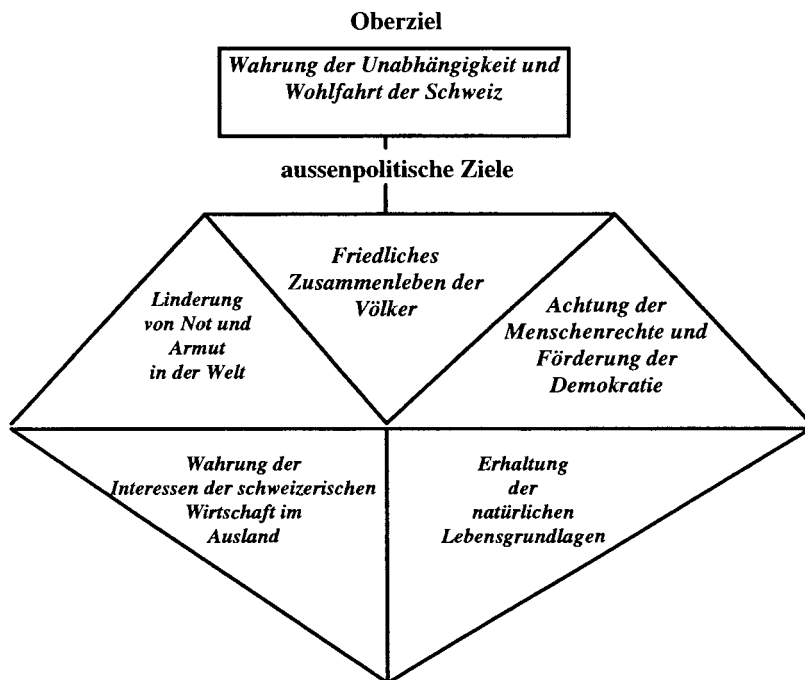 Oberziel
Wahrung der Unabhängigkeit und
Wohlfahrt der Schweiz
aussenpolitische Ziele
Linderung
von Not und
Armut
in der Welt
Friedliches
Zusammenleben der
Völker
Achtung der
Menschenrechte und
Förderung der
Demokratie
Wahrung der
Interessen der schweizerischen
Wirtschaft im
Ausland
Erhaltung
der
natürlichen
Lebensgrundlagen